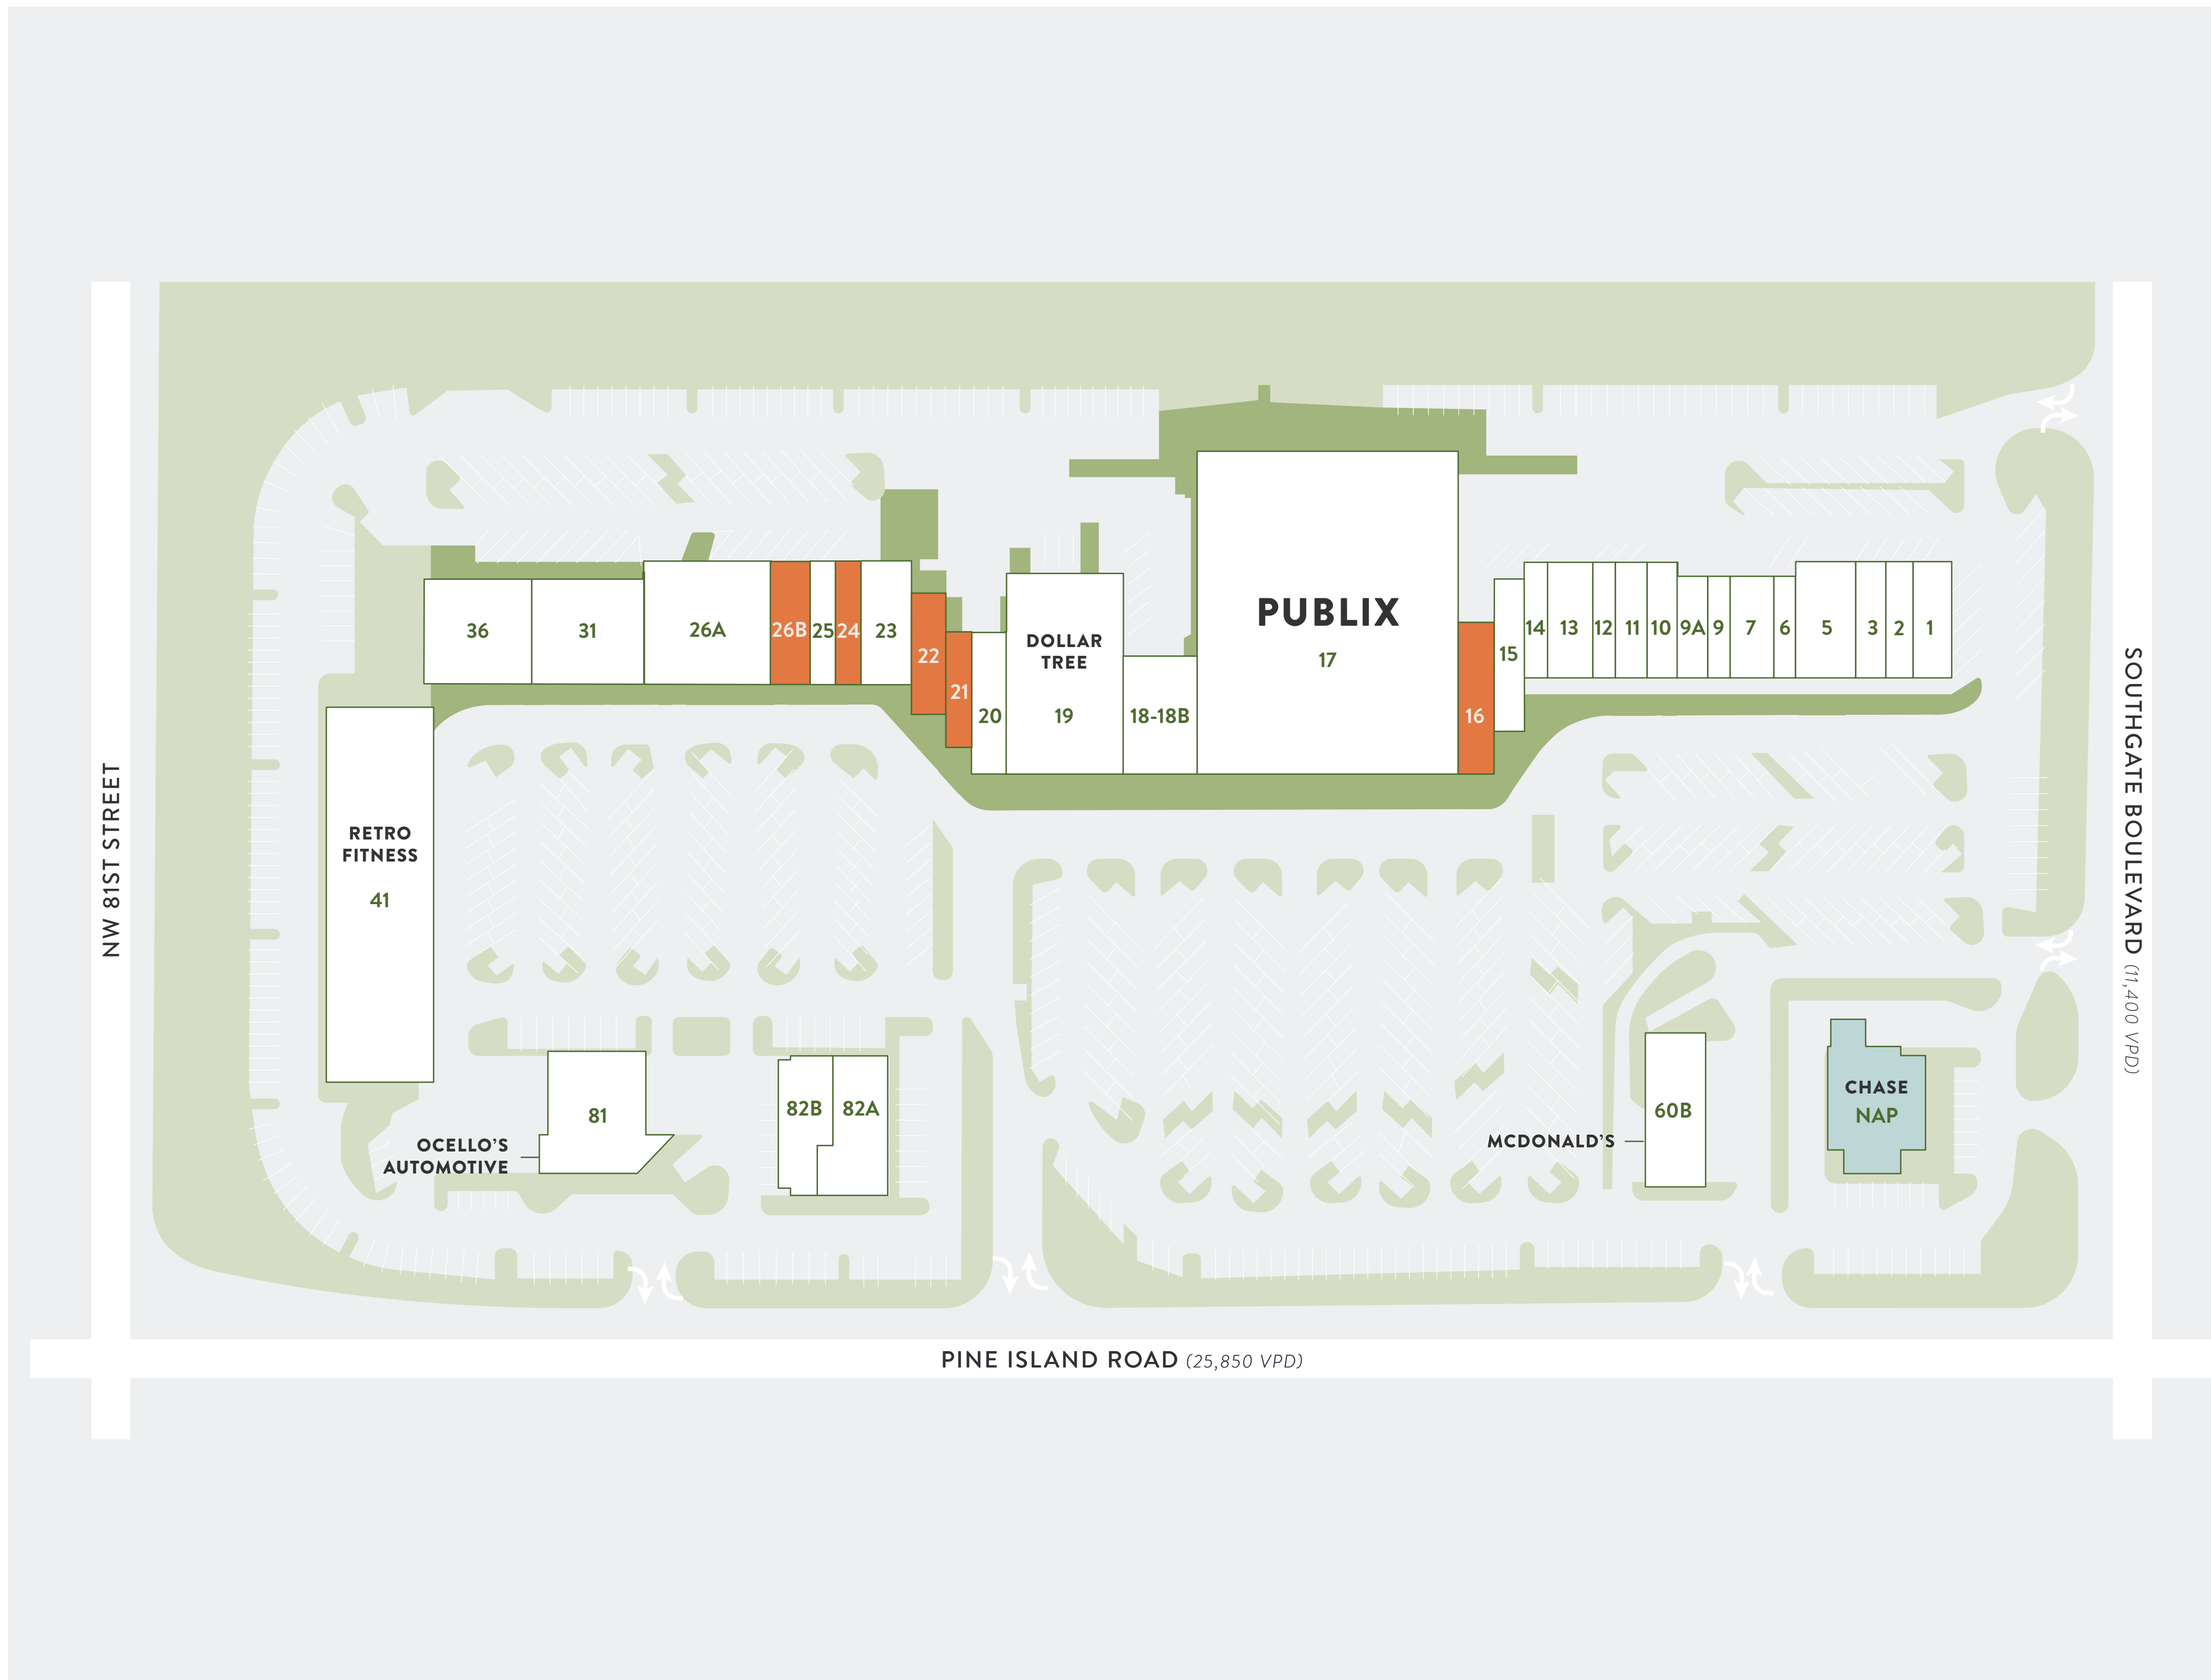 36
31
26A
26B
25
24
23
22
21
20
DOLLAR
TREE
19
18-18B
PUBLIX
17
16
15
14
13
12
11
10
9A
9
7
6
5
3
2
1
RETRO
FITNESS
41
NW 81ST STREET
SOUTHGATE BOULEVARD (11,400 VPD)
81
OCELLO'S
AUTOMOTIVE
82B
82A
MCDONALD'S
60B
CHASE
NAP
PINE ISLAND ROAD (25,850 VPD)